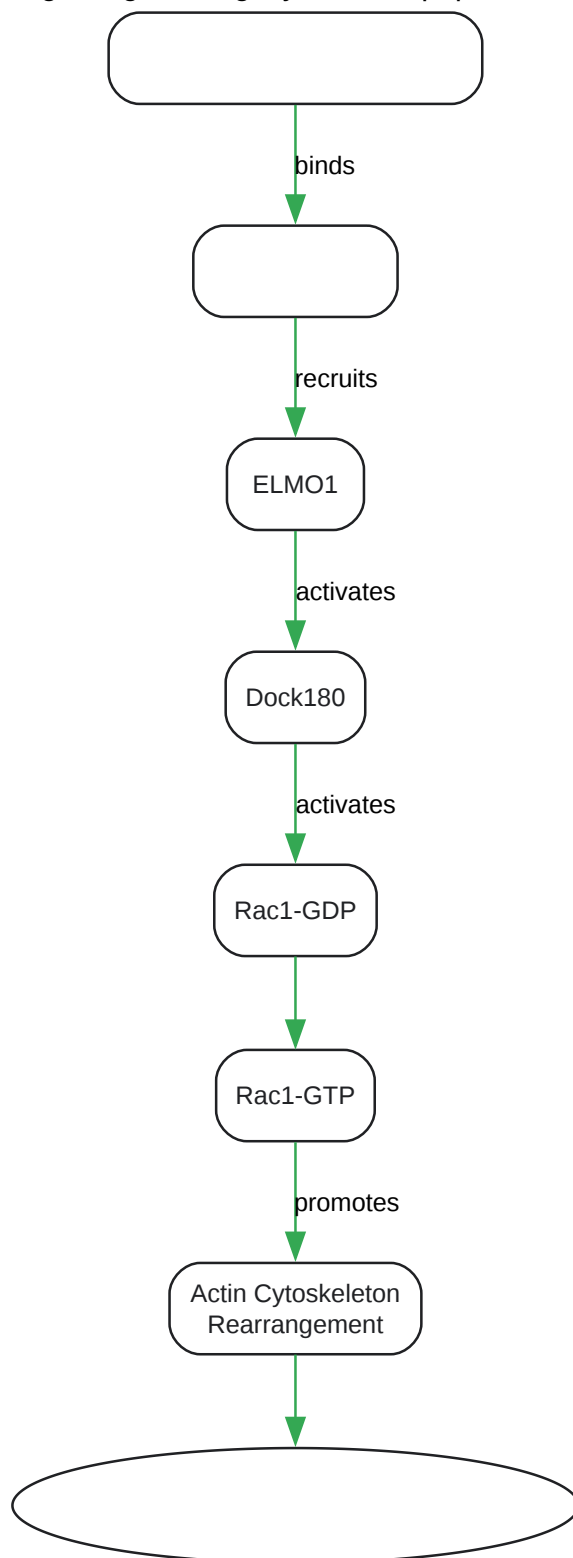 binds
recruits
ELMO1
activates
Dock180
activates
Rac1-GDP
Rac1-GTP
promotes
Actin Cytoskeleton
Rearrangement